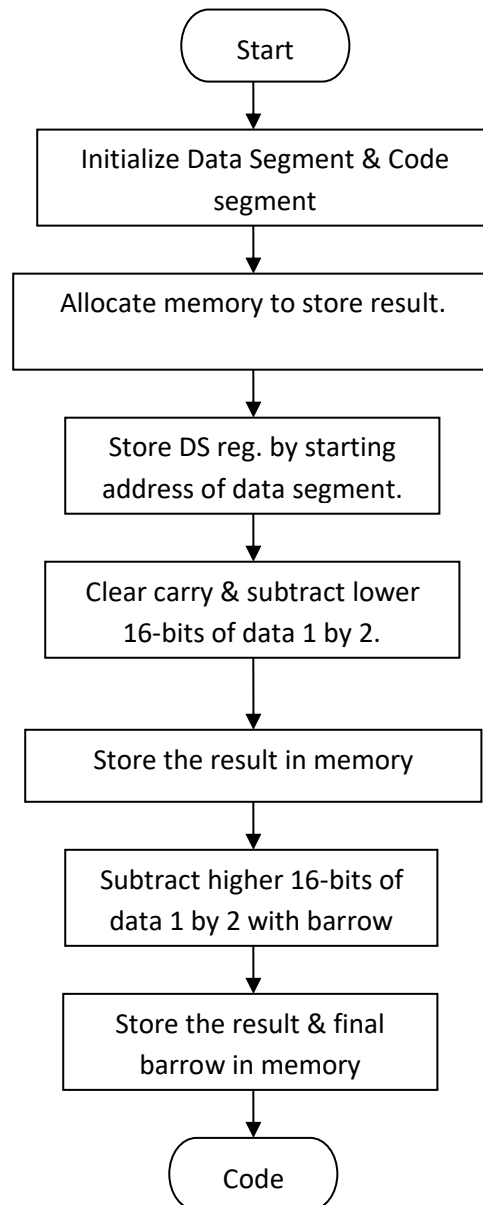 Start
Initialize Data Segment & Code
segment
Allocate memory to store result.
Store DS reg. by starting
address of data segment.
Clear carry & subtract lower
16-bits of data 1 by 2.
Store the result in memory
Subtract higher 16-bits of
data 1 by 2 with barrow
Store the result & final
barrow in memory
Code